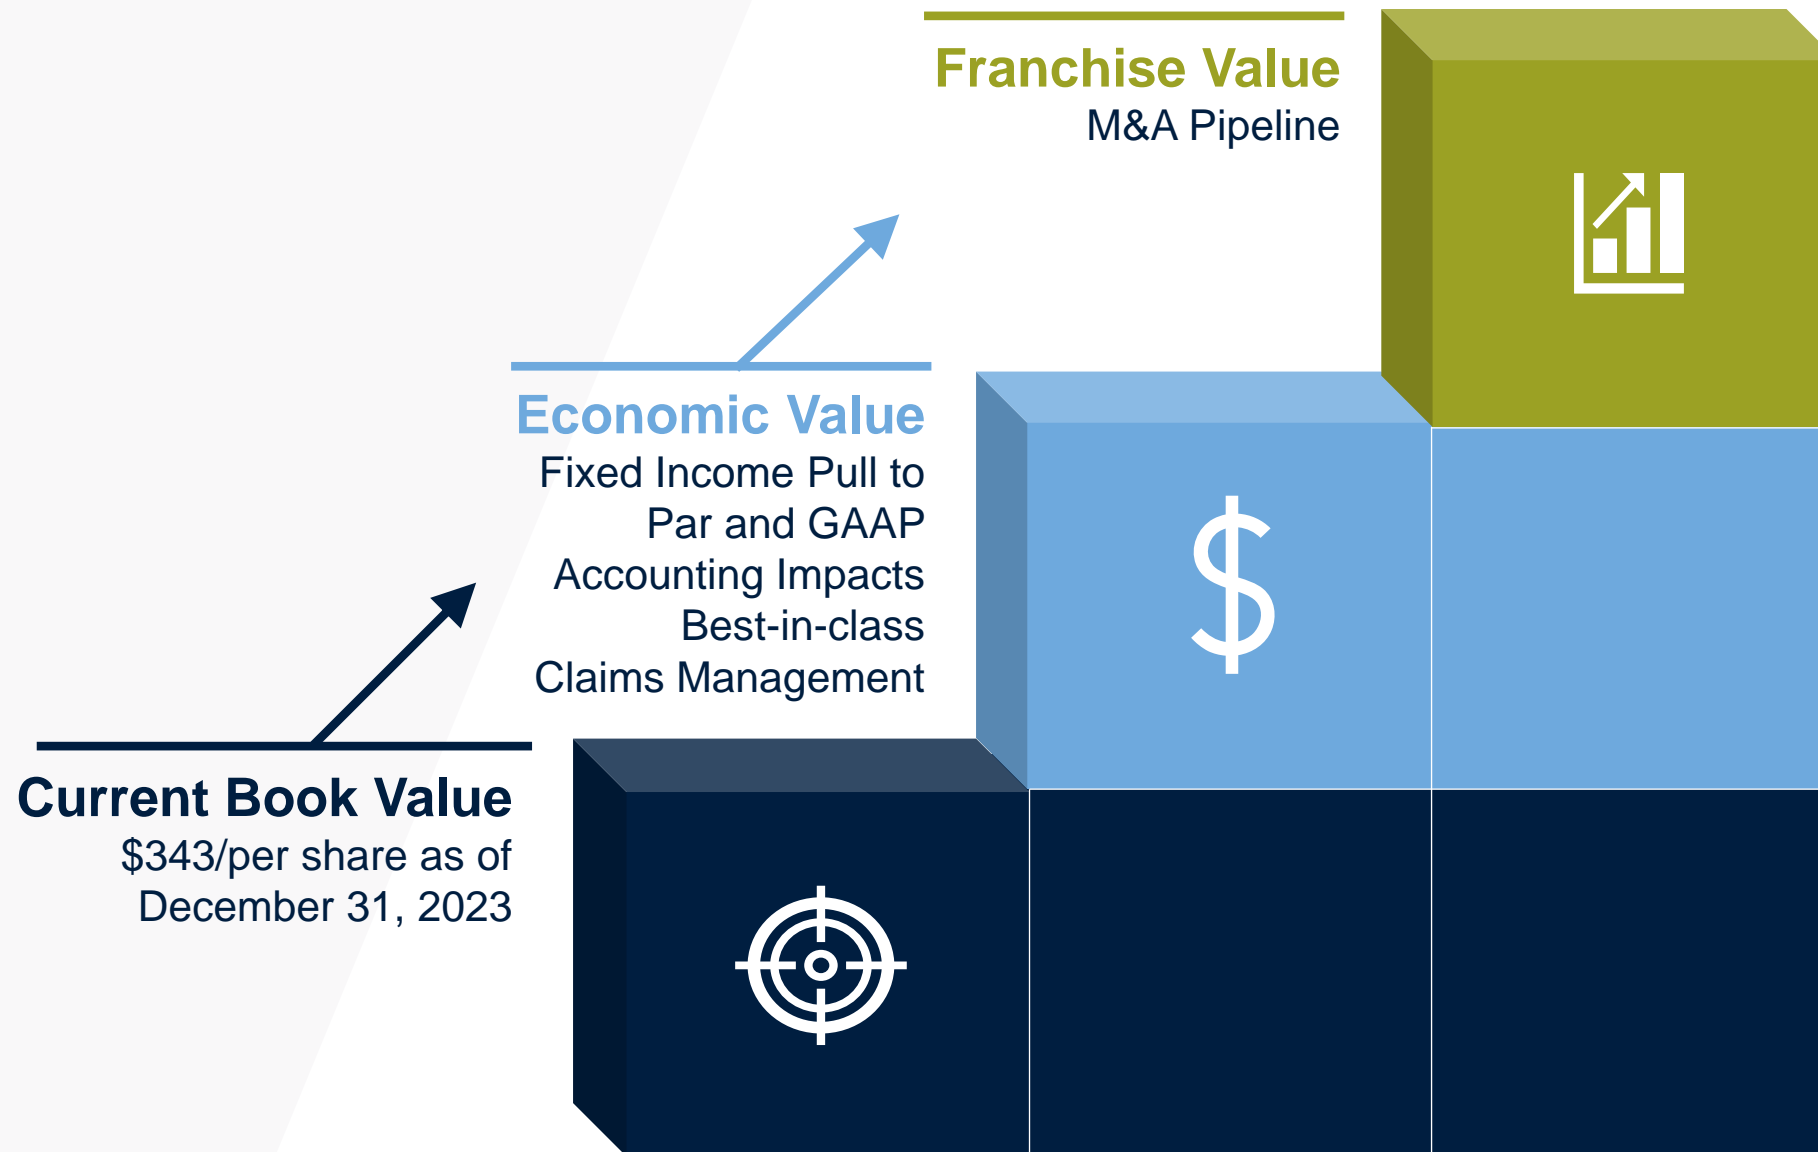 Franchise Value
M&A Pipeline
Economic Value
Fixed Income Pull to
Par and GAAP
Accounting Impacts
Best-in-class
Claims Management
Current Book Value
$343/per share as of
December 31, 2023
$